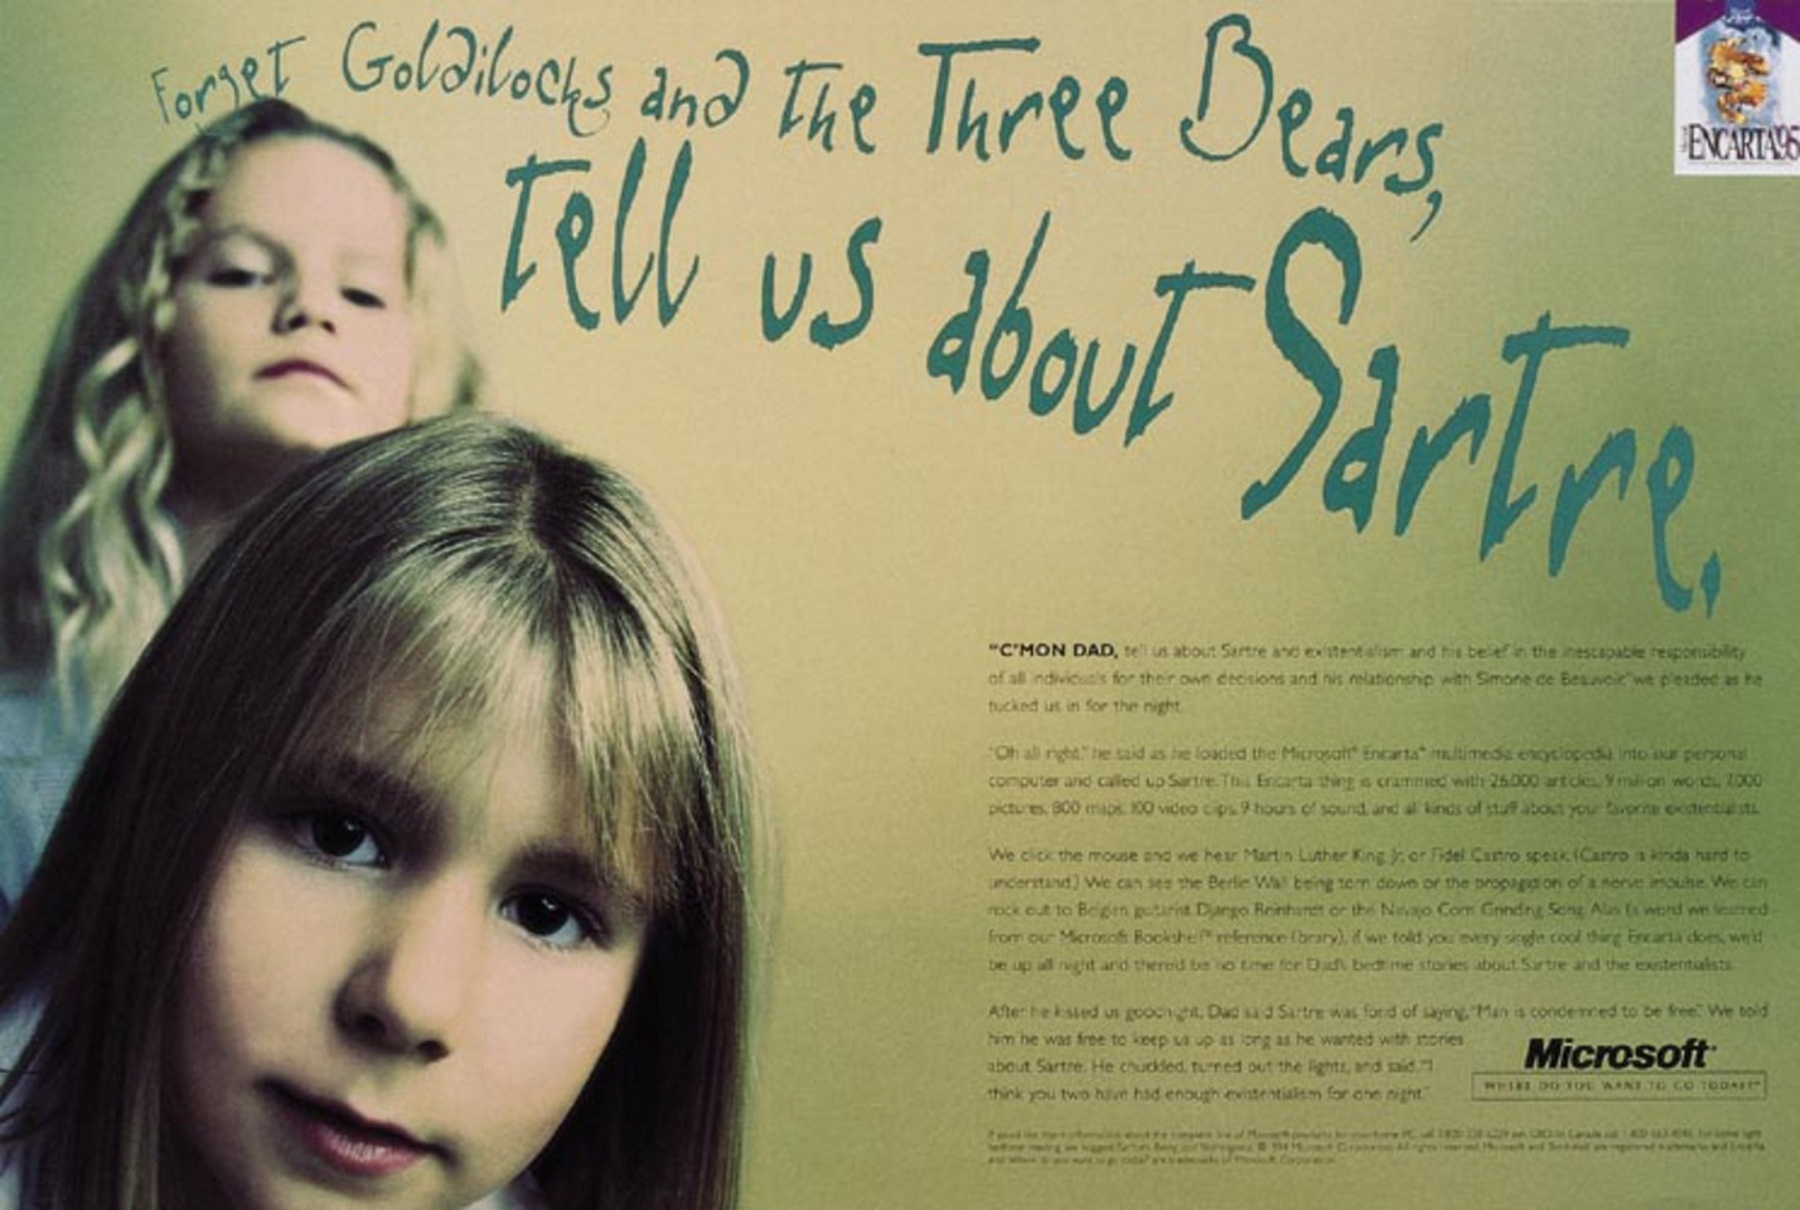 Forget Goldilocks and the Three Bears,
tell us about Sartre.
ENCARTA'95
"C'MON DAD, tell us about Sartre and existentialism and his belief in the inescapable responsibility
of all individuals for their own decisions and his relationship with Simone de Beauvoir," we pleaded as he
tucked us in for the night.
"Oh all right," he said as he loaded the Microsoft® Encarta® multimedia encyclopedia into our personal
computer and called up Sartre. This Encarta thing is crammed with 26,000 articles, 9 million words, 7,000
pictures, 800 maps, 100 video clips, 9 hours of sound, and all kinds of stuff about your favorite existentialists.
We click the mouse and we hear Martin Luther King Jr. or Fidel Castro speak. (Castro is kinda hard to
understand.) We can see the Berlin Wall being torn down or the propagation of a nerve impulse. We can
rock out to Belgian guitarist Django Reinhardt or the Navajo Corn Grinding Song. Alas (a word we learned
from our Microsoft Bookshelf® reference library), if we told you every single cool thing Encarta does, we'd
be up all night and there'd be no time for Dad's bedtime stories about Sartre and the existentialists.
After he kissed us goodnight, Dad said Sartre was fond of saying, "Man is condemned to be free." We told
him he was free to keep us up as long as he wanted with stories
about Sartre. He chuckled, turned out the lights, and said, "I
think you two have had enough existentialism for one night."
Microsoft®
WHERE DO YOU WANT TO GO TODAY?™